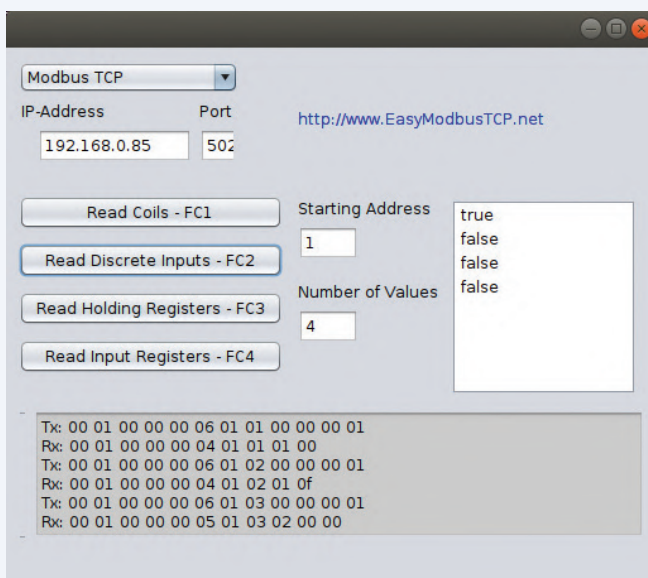 Modbus TCP
IP-Address
Port
192.168.0.85
502
http://www.EasyModbusTCP.net
Read Coils - FC1
Read Discrete Inputs - FC2
Read Holding Registers - FC3
Read Input Registers - FC4
Starting Address
1
Number of Values
4
true
false
false
false
Tx: 00 01 00 00 00 06 01 01 00 00 00 01
Rx: 00 01 00 00 00 04 01 01 01 00
Tx: 00 01 00 00 00 06 01 02 00 00 00 01
Rx: 00 01 00 00 00 04 01 02 01 0f
Tx: 00 01 00 00 00 06 01 03 00 00 00 01
Rx: 00 01 00 00 00 05 01 03 02 00 00